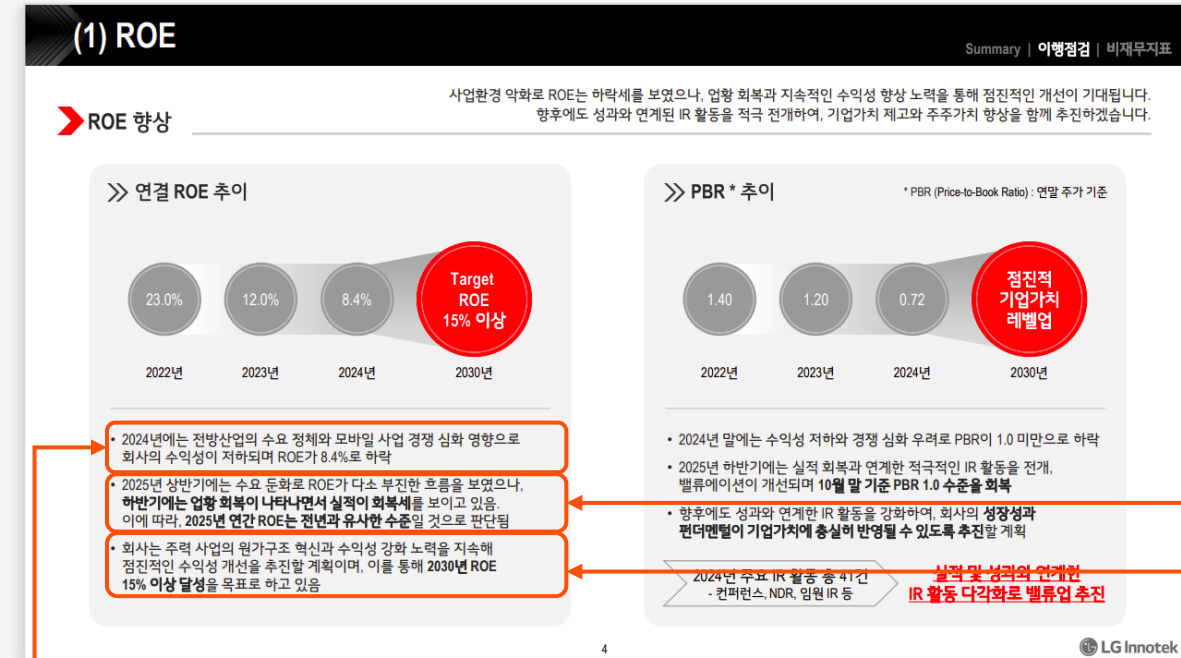 (1) ROE
Summary | 이행점검 | 비재무지표
ROE 향상
사업환경 악화로 ROE는 하락세를 보였으나, 업황 회복과 지속적인 수익성 향상 노력을 통해 점진적인 개선이 기대됩니다.
향후에도 성과와 연계된 IR 활동을 적극 전개하여, 기업가치 제고와 주주가치 향상을 함께 추진하겠습니다.
연결 ROE 추이
23.0%
12.0%
8.4%
Target
ROE
15% 이상
2022년
2023년
2024년
2030년
• 2024년에는 전방산업의 수요 정체와 모바일 사업 경쟁 심화 영향으로
회사의 수익성이 저하되며 ROE가 8.4%로 하락
• 2025년 상반기에는 수요 둔화로 ROE가 다소 부진한 흐름을 보였으나,
하반기에는 업황 회복이 나타나면서 실적이 회복세를 보이고 있음.
이에 따라, 2025년 연간 ROE는 전년과 유사한 수준일 것으로 판단됨
• 회사는 주력 사업의 원가구조 혁신과 수익성 강화 노력을 지속해
점진적인 수익성 개선을 추진할 계획이며, 이를 통해 2030년 ROE
15% 이상 달성을 목표로 하고 있음
PBR * 추이
* PBR (Price-to-Book Ratio) : 연말 주가 기준
1.40
1.20
0.72
점진적
기업가치
레벨업
2022년
2023년
2024년
2030년
• 2024년 말에는 수익성 저하와 경쟁 심화 우려로 PBR이 1.0 미만으로 하락
• 2025년 하반기에는 실적 회복과 연계한 적극적인 IR 활동을 전개,
밸류에이션이 개선되며 10월 말 기준 PBR 1.0 수준을 회복
• 향후에도 성과와 연계한 IR 활동을 강화하여, 회사의 성장성과
펀더멘털이 기업가치에 충실히 반영될 수 있도록 추진할 계획
2024년 주요 IR 활동 총 41건
- 컨퍼런스, NDR, 임원 IR 등
실적 및 성과와 연계한
IR 활동 다각화로 밸류업 추진
4
LG Innotek